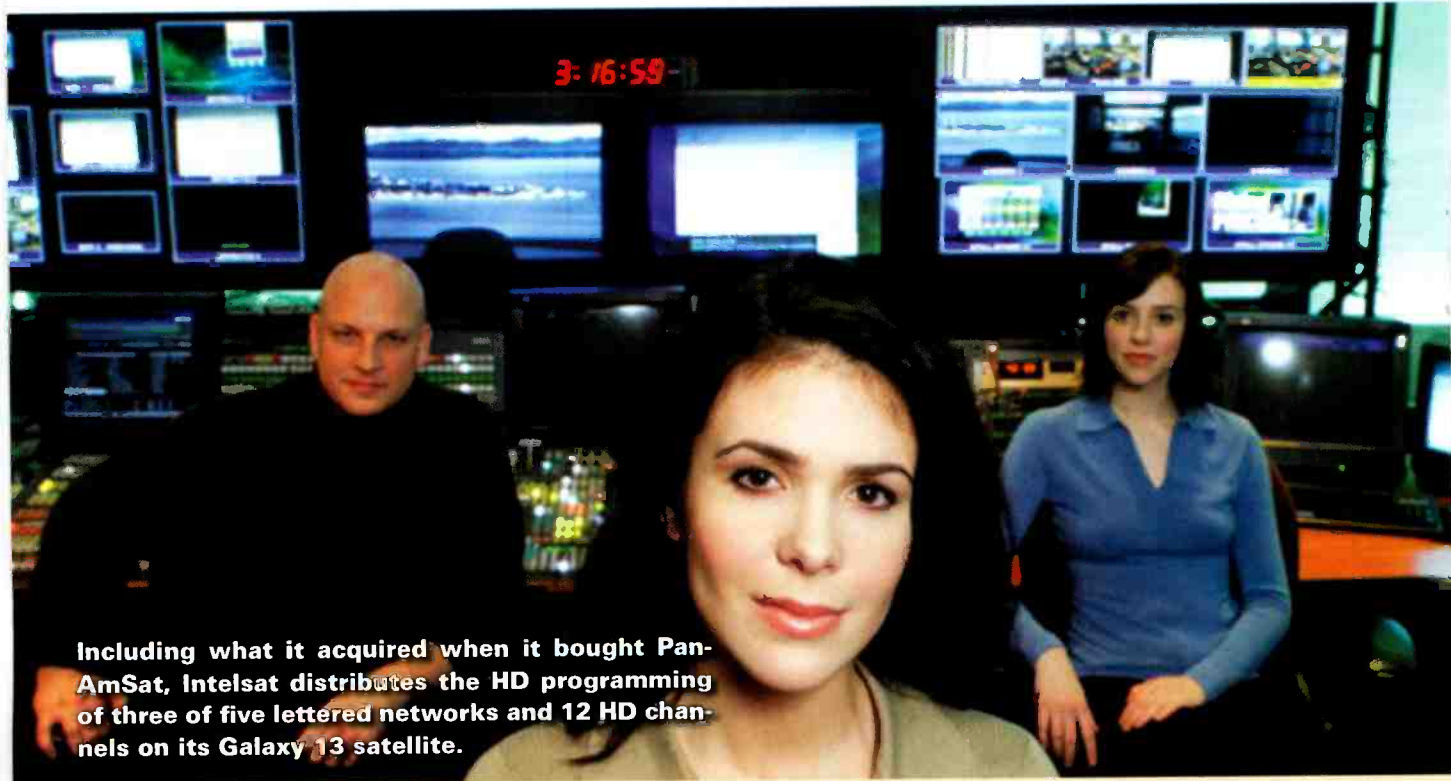 3:16:59
Including what it acquired when it bought Pan-
AmSat, Intelsat distributes the HD programming
of three of five lettered networks and 12 HD chan-
nels on its Galaxy 13 satellite.